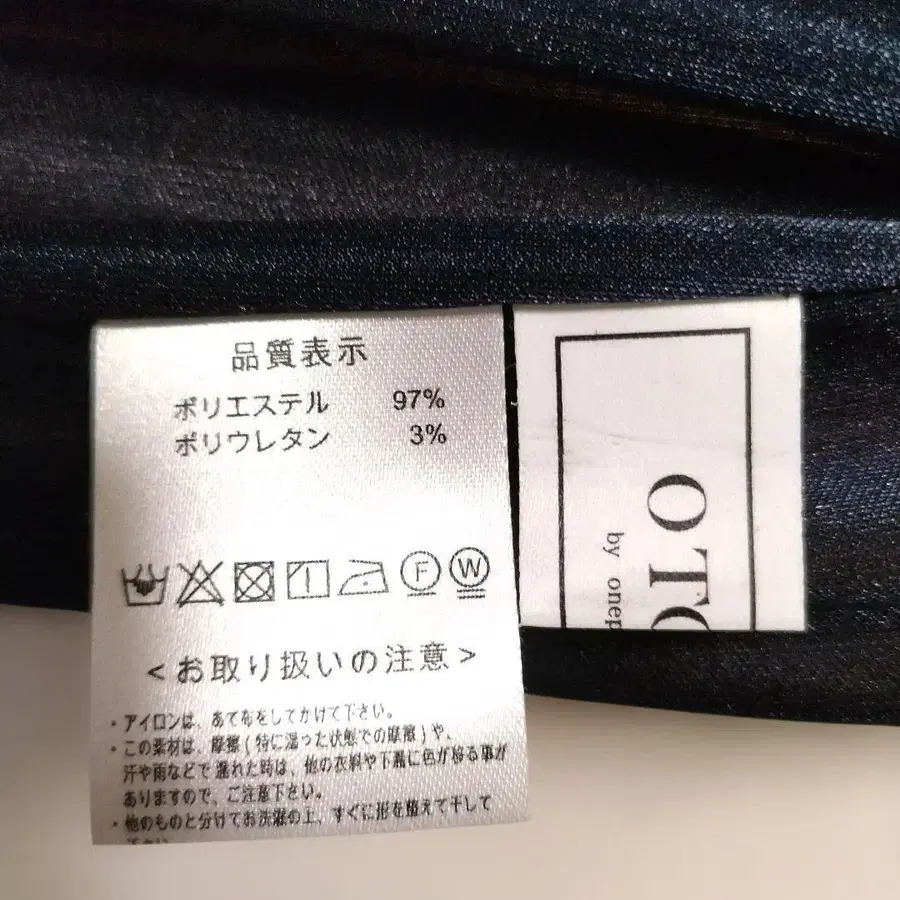 品質表示
ポリエステル 97%
ポリウレタン 3%
F W
<お取り扱いの注意>
・アイロンは、あて布をしてかけて下さい。
・この素材は、摩擦(特に湿った状態での摩擦)や、
汗や雨などで濡れた時は、他の衣料や下着に色が移る事が
ありますので、ご注意下さい。
・他のものと分けてお洗濯の上、すぐに形を整えて干して
O TO
by onep